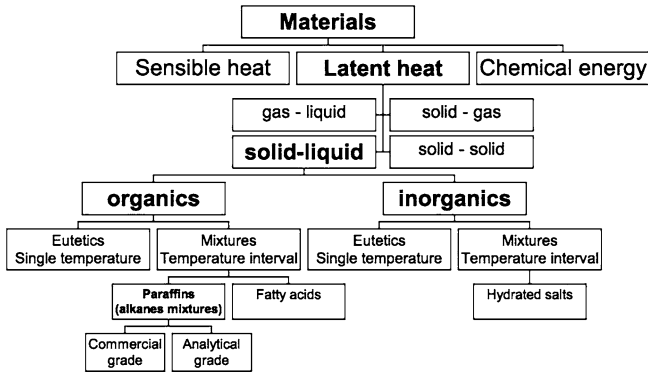 Materials
Sensible heat
Latent heat
Chemical energy
gas - liquid
solid - gas
solid-liquid
solid - solid
organics
inorganics
Eutetics
Single temperature
Mixtures
Temperature interval
Eutetics
Single temperature
Mixtures
Temperature interval
Paraffins
(alkanes mixtures)
Fatty acids
Hydrated salts
Commercial
grade
Analytical
grade